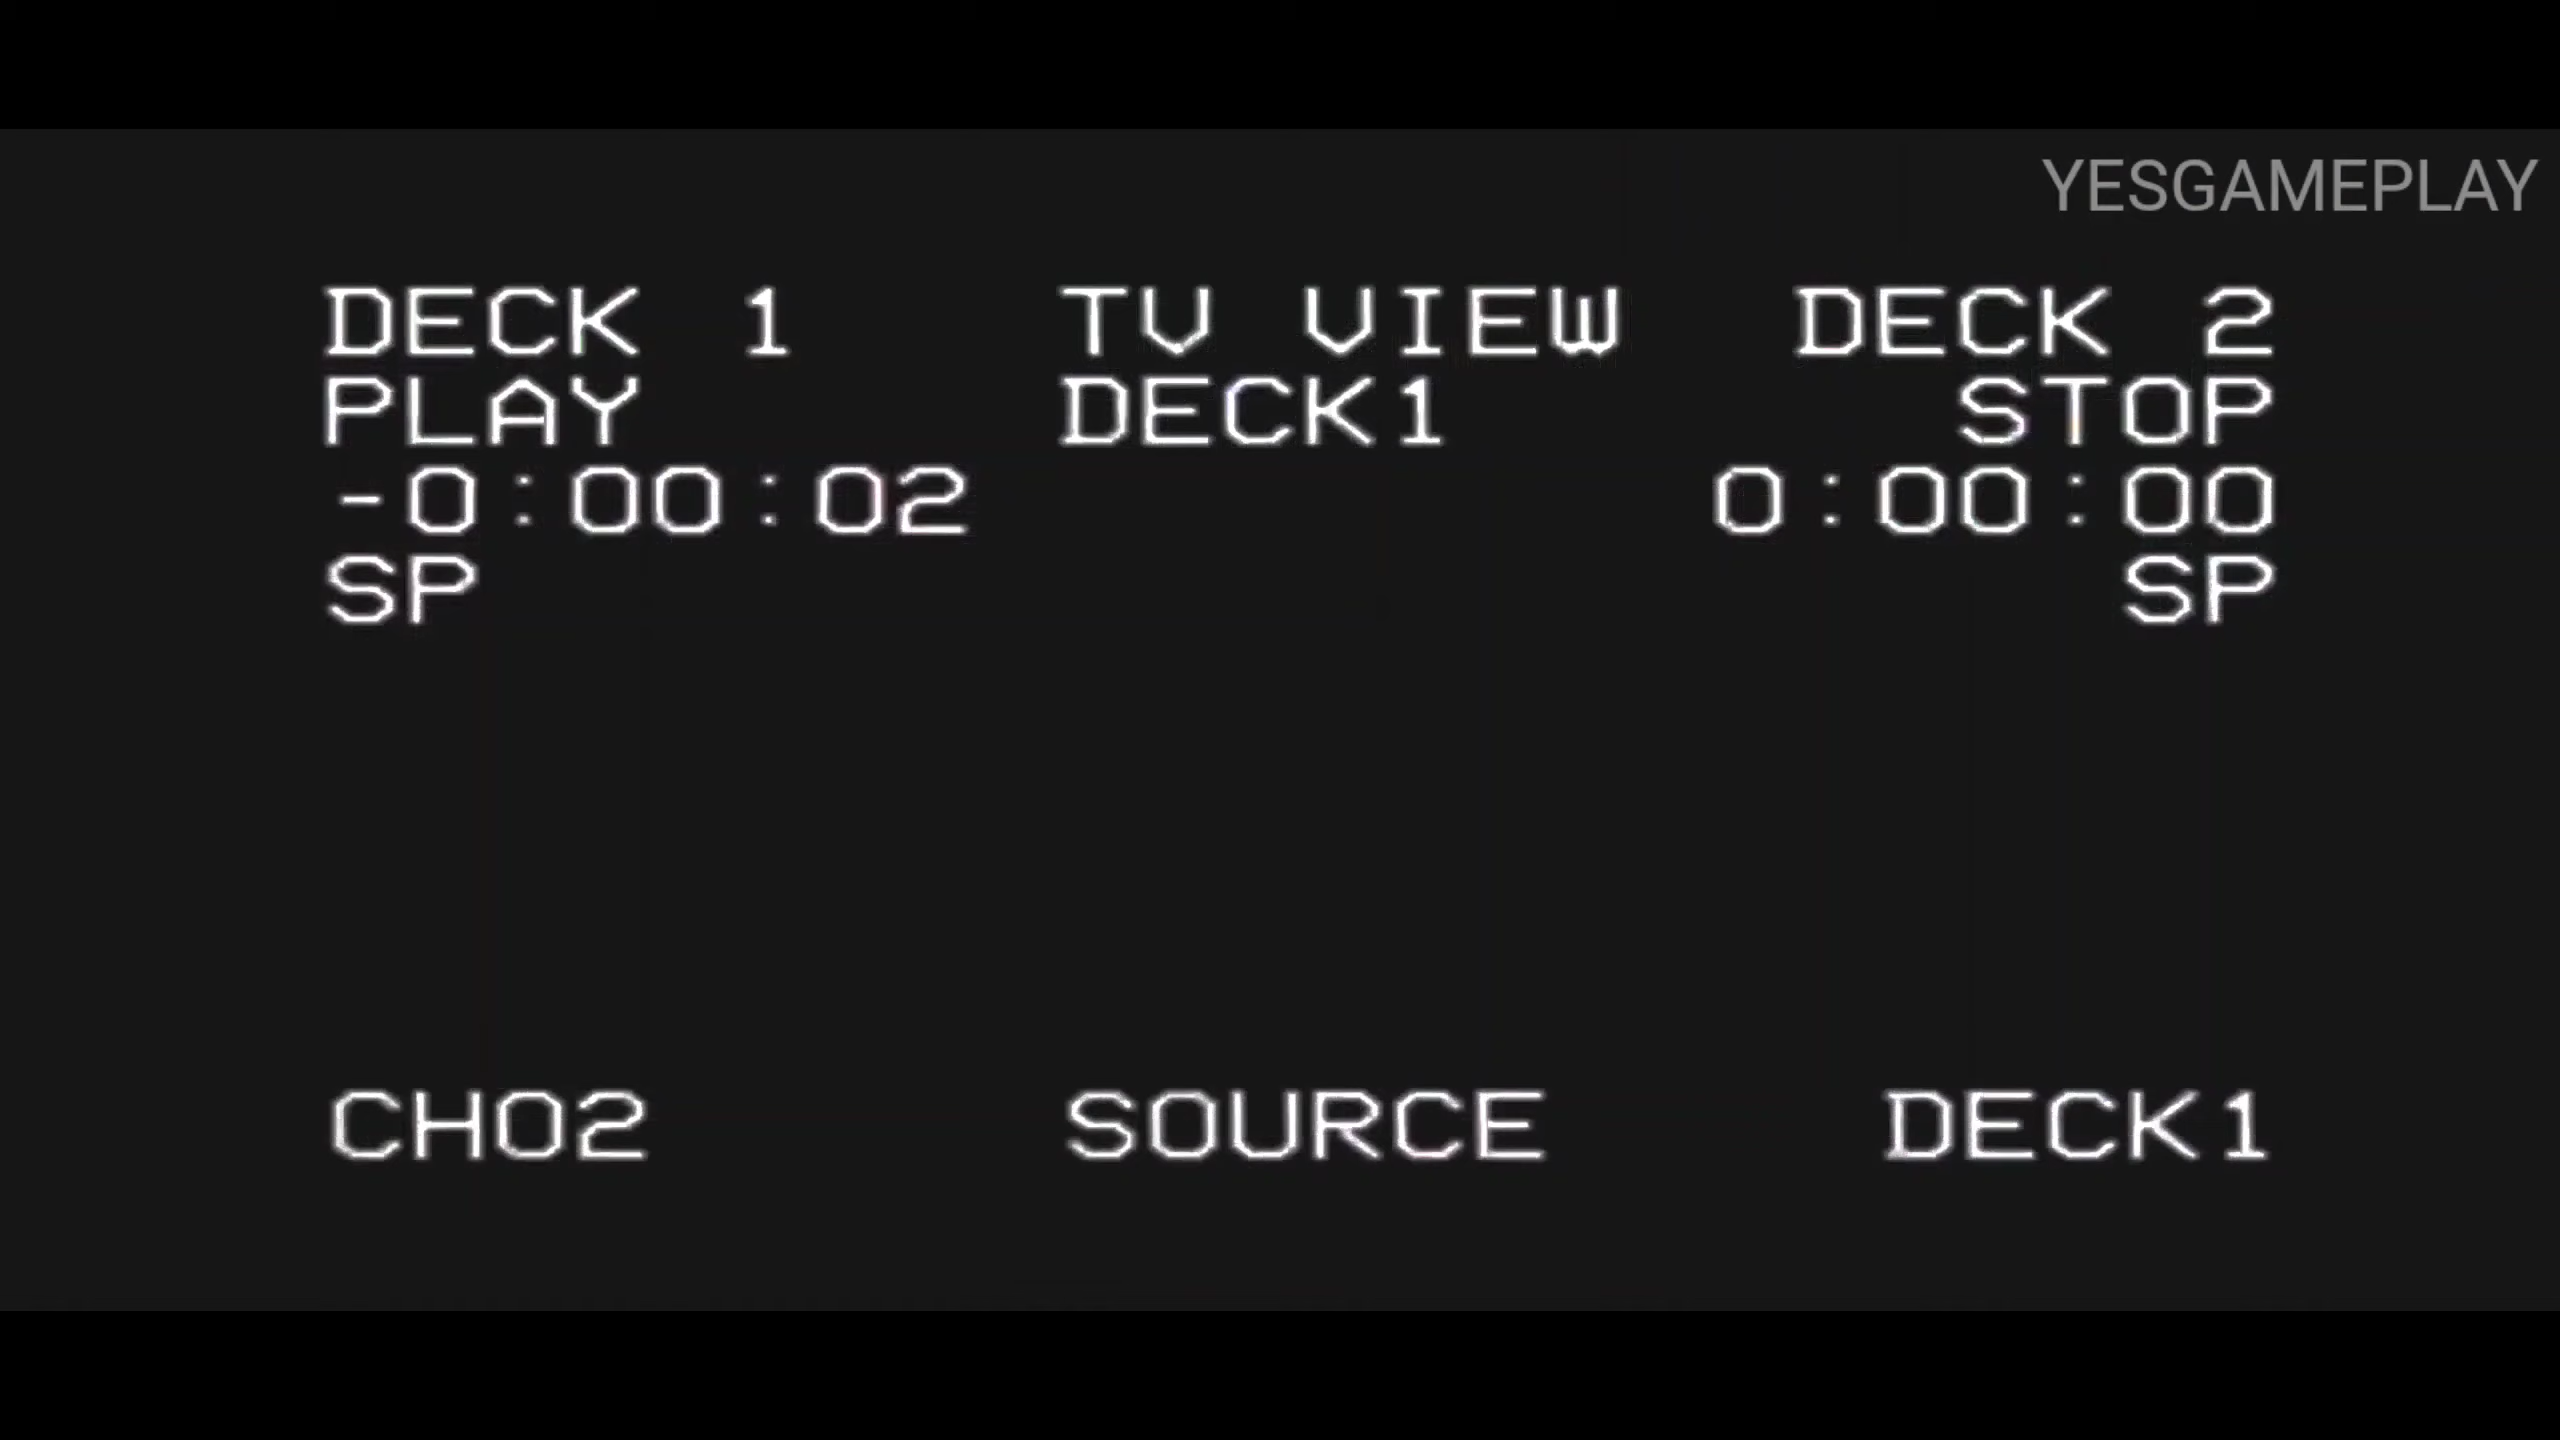 YESGAMEPLAY
DECK 1 TV VIEW DECK 2
PLAY DECK1 STOP
-0:00:02 0:00:00
SP SP
CH02 SOURCE DECK1